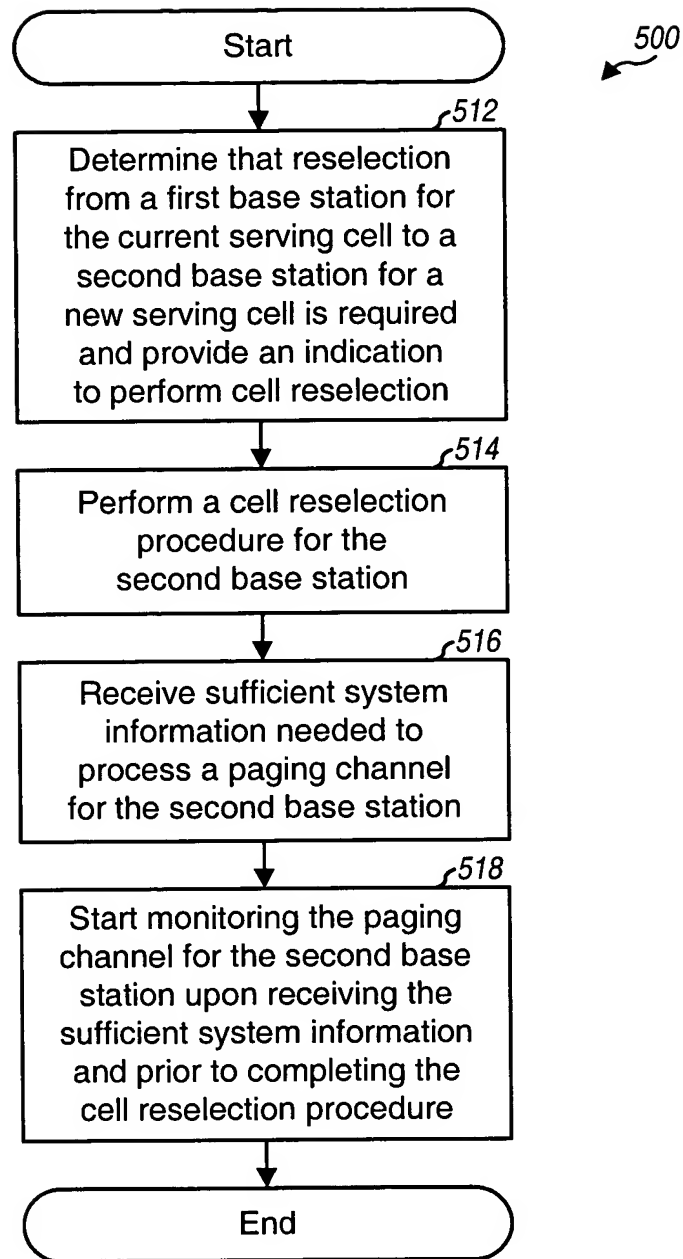 Start
500
512
Determine that reselection
from a first base station for
the current serving cell to a
second base station for a
new serving cell is required
and provide an indication
to perform cell reselection
514
Perform a cell reselection
procedure for the
second base station
516
Receive sufficient system
information needed to
process a paging channel
for the second base station
518
Start monitoring the paging
channel for the second base
station upon receiving the
sufficient system information
and prior to completing the
cell reselection procedure
End